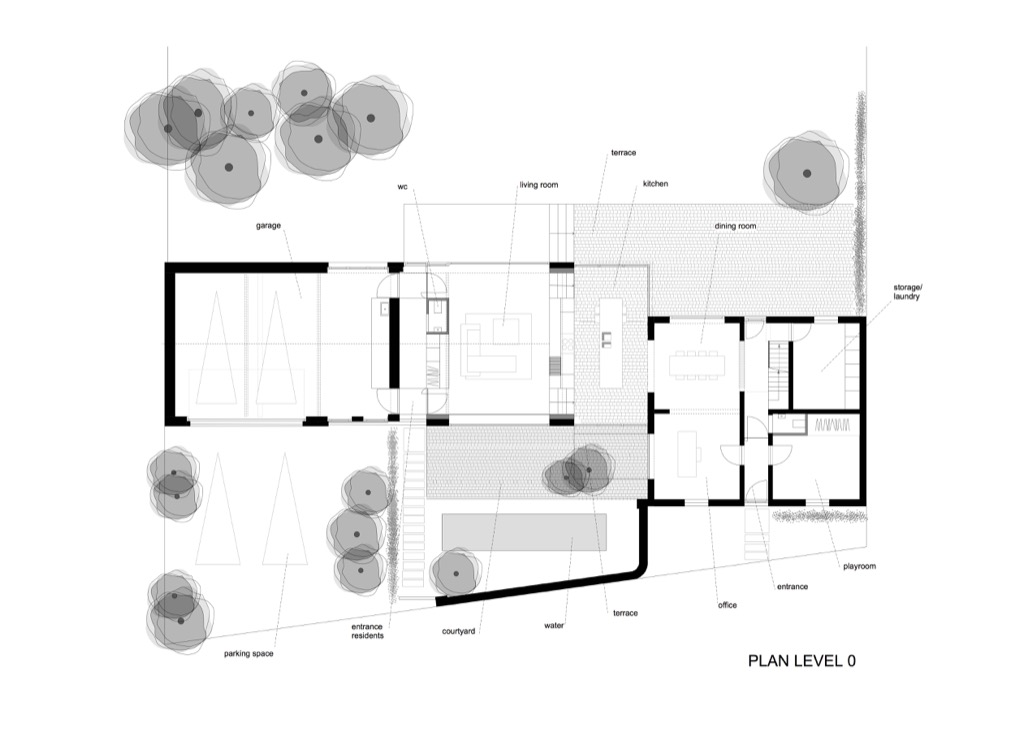 terrace
wc
living room
kitchen
garage
dining room
storage/
laundry
playroom
entrance
office
terrace
water
entrance
residents
courtyard
parking space
PLAN LEVEL 0